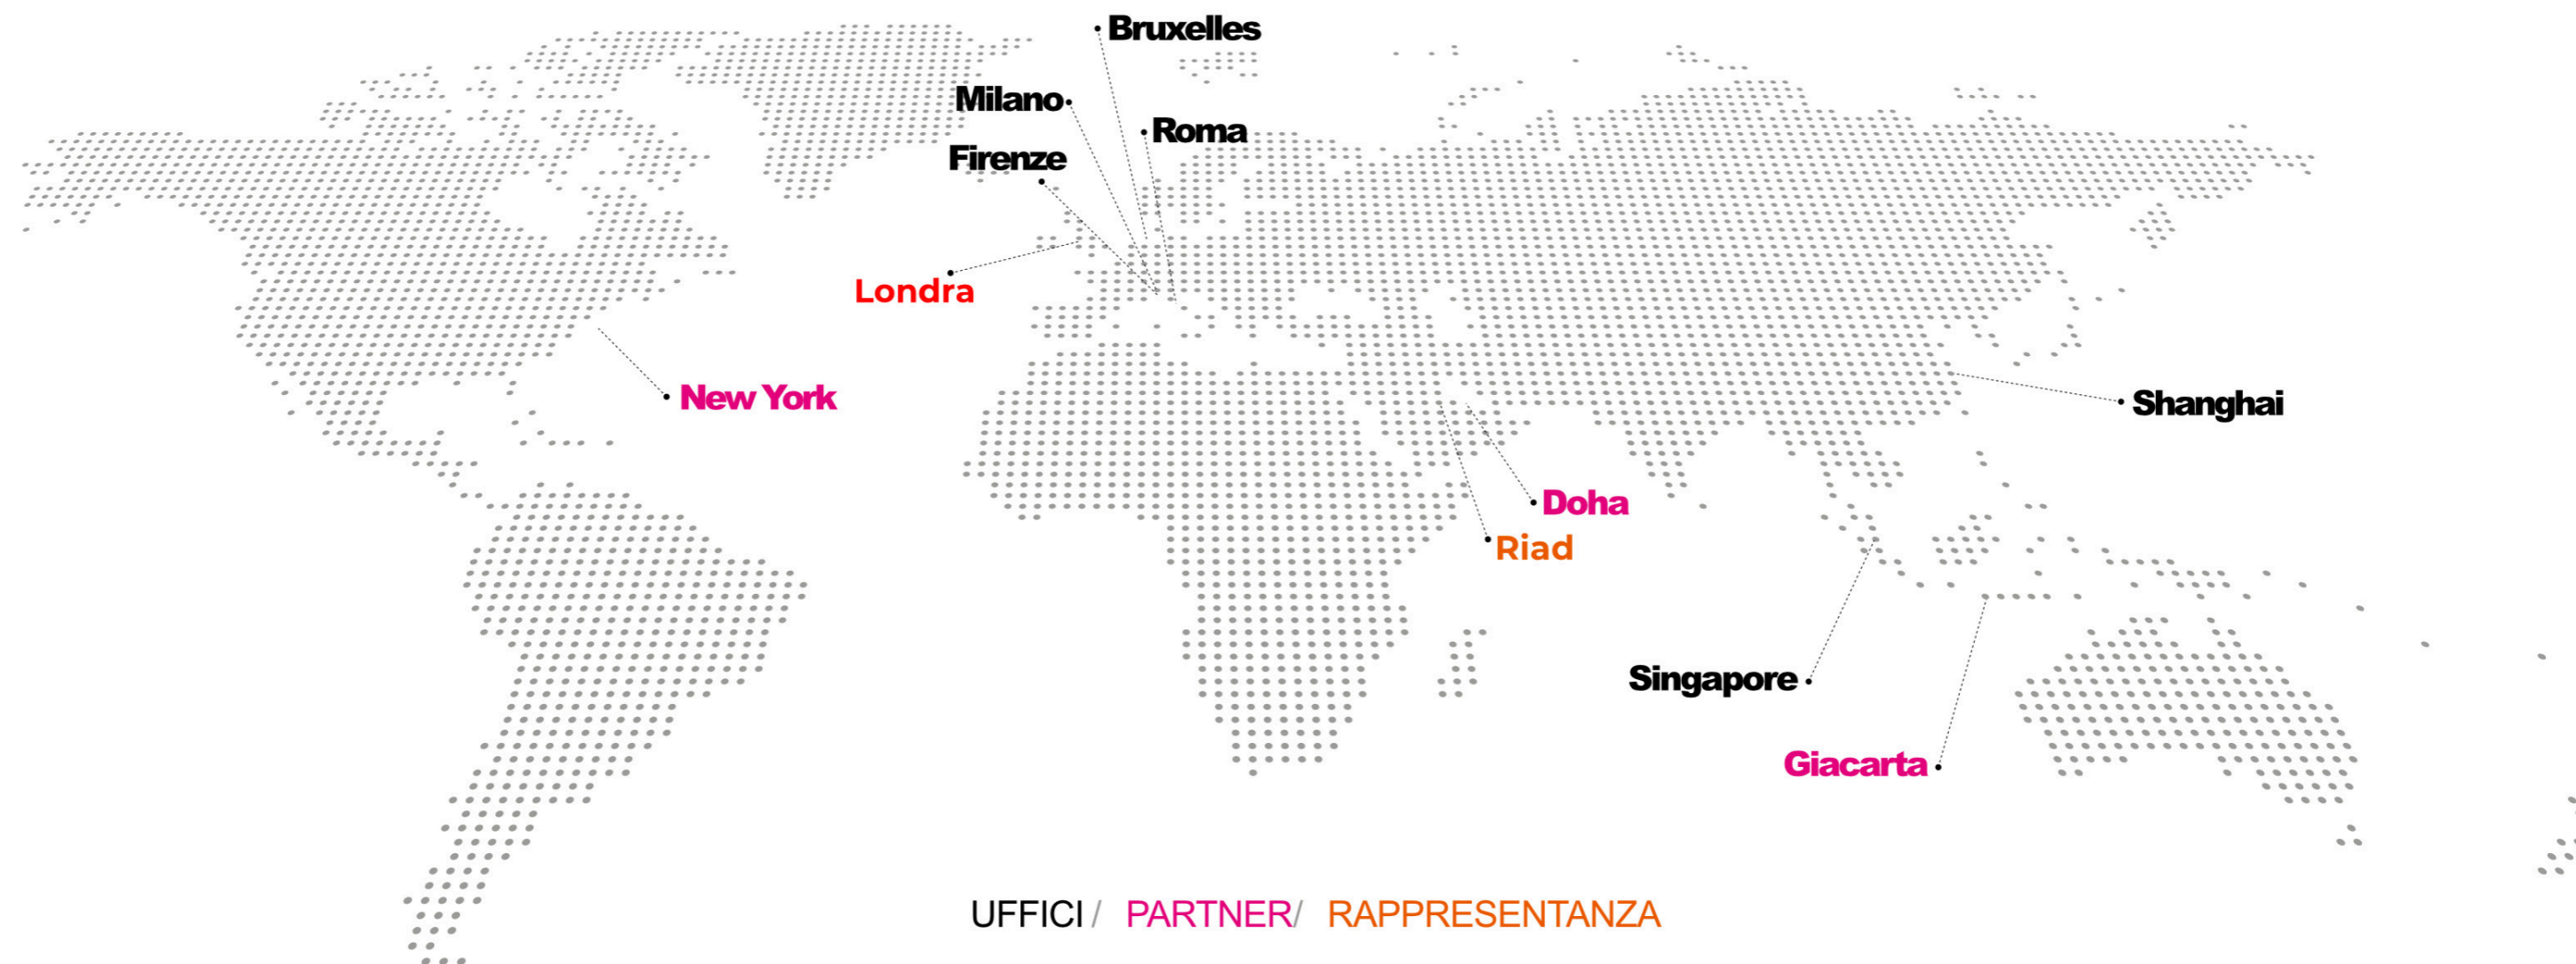 Bruxelles
Milano
Roma
Firenze
Londra
New York
Shanghai
Doha
Riad
Singapore
Giacarta
UFFICI / PARTNER/ RAPPRESENTANZA